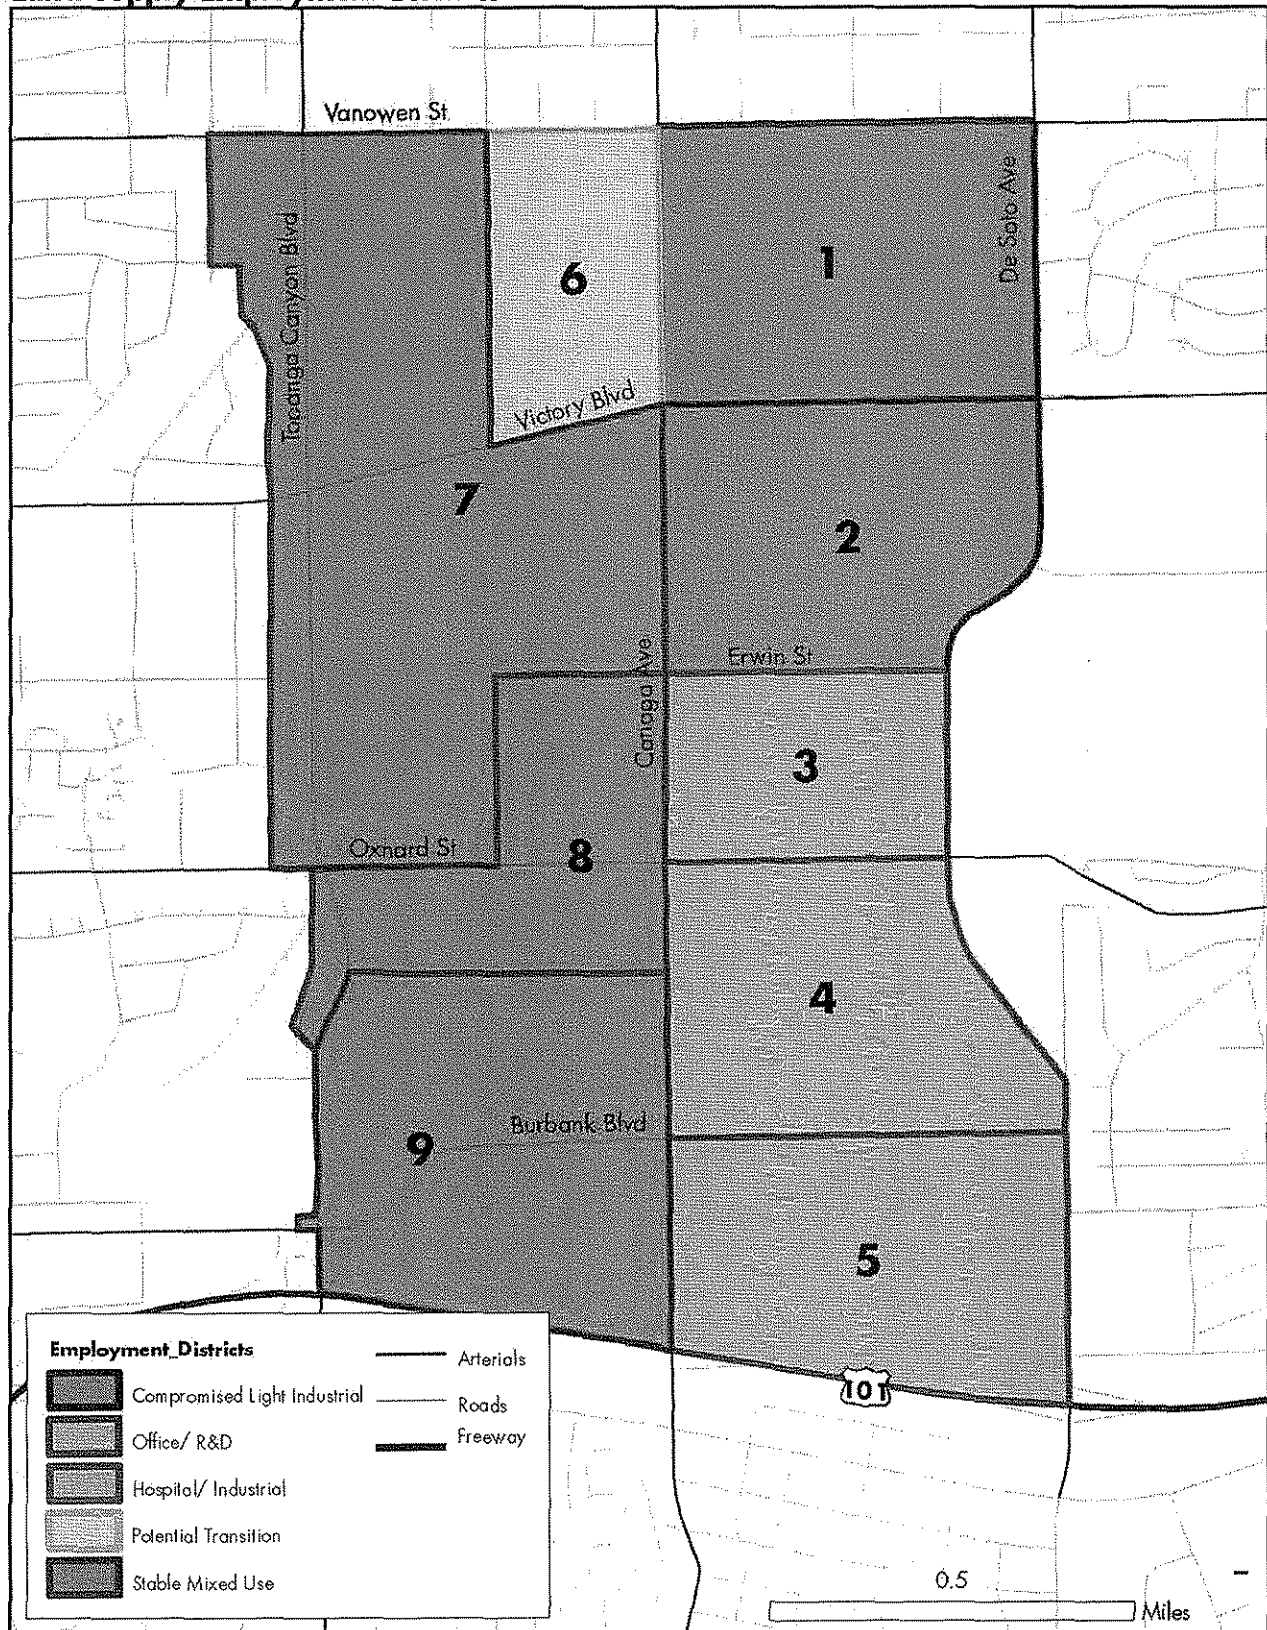 Vanowen St
De Soto Ave
Topanga Canyon Blvd
6
1
Victory Blvd
7
2
Canoga Ave
Erwin St
3
Oxnard St
8
4
Burbank Blvd
9
5
101
Employment_Districts
Compromised Light Industrial
Office/ R&D
Hospital/ Industrial
Potential Transition
Stable Mixed Use
Arterials
Roads
Freeway
0.5
Miles